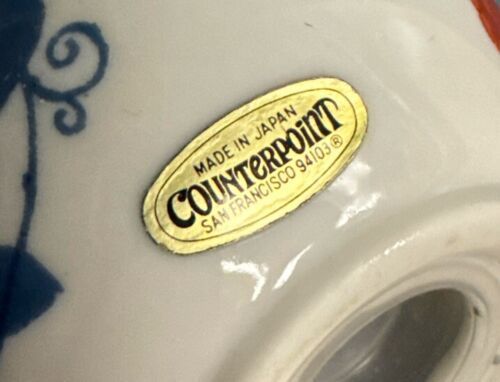 MADE IN JAPAN
COUNTERPOINT
SAN FRANCISCO 94103®